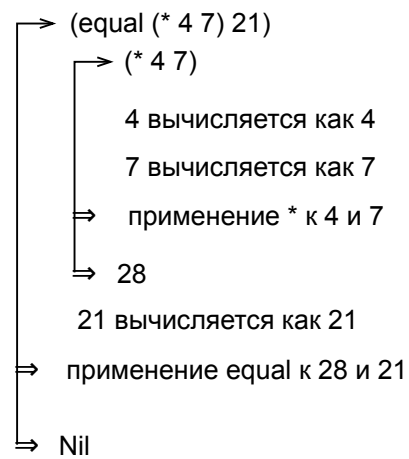 (equal (* 4 7) 21)
(* 4 7)
4 вычисляется как 4
7 вычисляется как 7
применение * к 4 и 7
28
21 вычисляется как 21
применение equal к 28 и 21
Nil